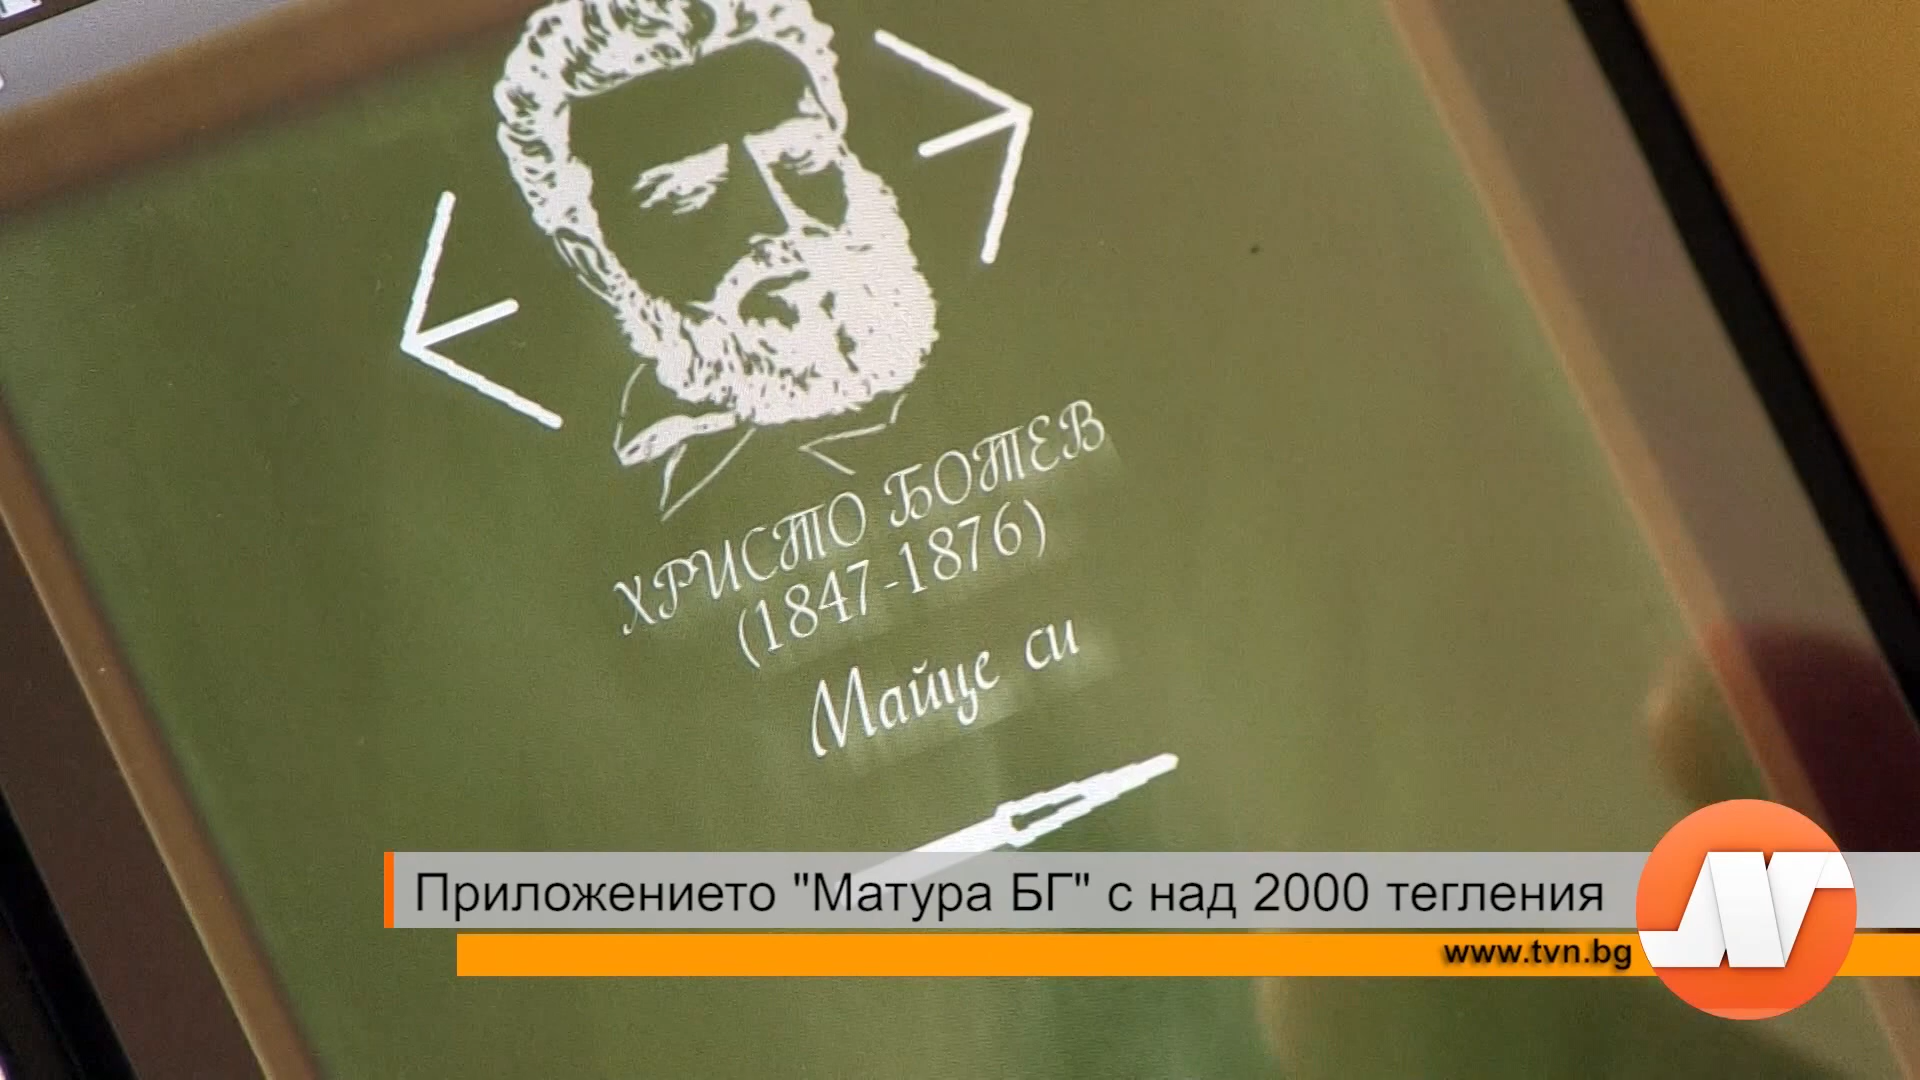 ХРИСТО БОТЕВ
(1847-1876)
Майце си
Приложението "Матура БГ" с над 2000 тегления
www.tvn.bg